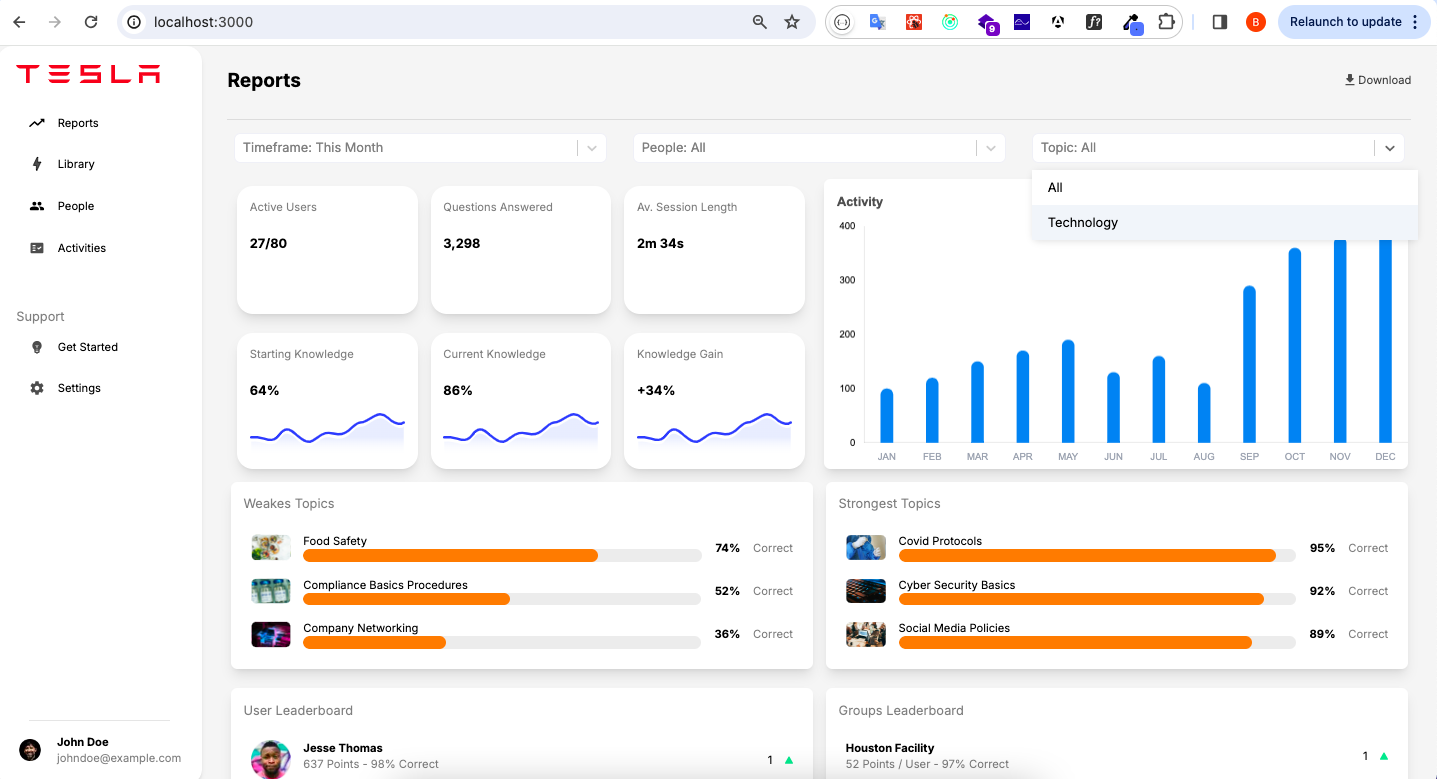 localhost:3000
9
f?
B
Relaunch to update
TESLA
Reports
Library
People
Activities
Support
Get Started
Settings
John Doe
johndoe@example.com
Reports
Download
Timeframe: This Month
People: All
Topic: All
All
Technology
Active Users
27/80
Questions Answered
3,298
Av. Session Length
2m 34s
Starting Knowledge
64%
Current Knowledge
86%
Knowledge Gain
+34%
Activity
400
300
200
100
0
JAN FEB MAR APR MAY JUN JUL AUG SEP OCT NOV DEC
Weakes Topics
Food Safety
74% Correct
Compliance Basics Procedures
52% Correct
Company Networking
36% Correct
Strongest Topics
Covid Protocols
95% Correct
Cyber Security Basics
92% Correct
Social Media Policies
89% Correct
User Leaderboard
Jesse Thomas
637 Points - 98% Correct
1
Groups Leaderboard
Houston Facility
52 Points / User - 97% Correct
1